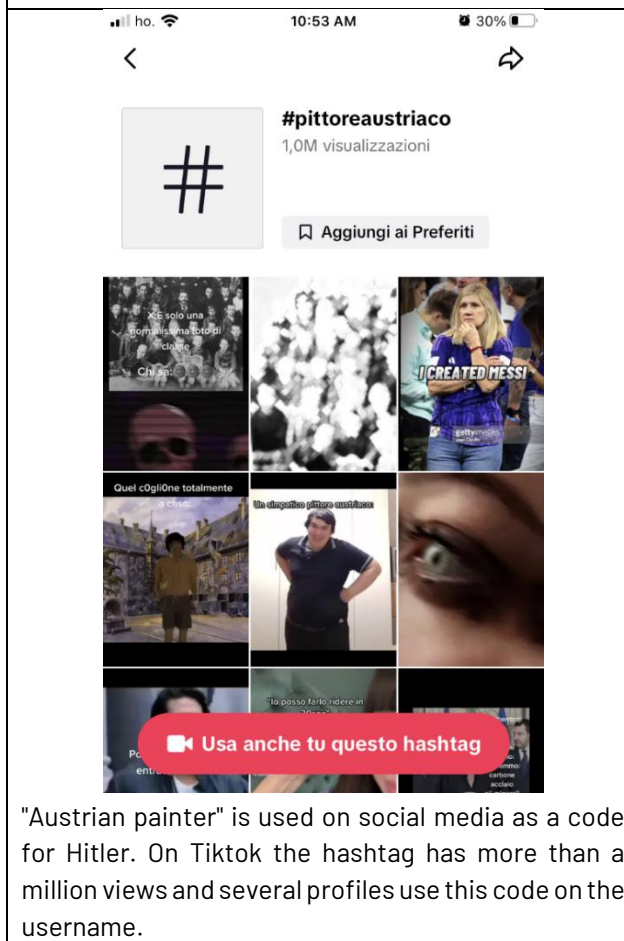 ho.
10:53 AM
30%
#pittoreaustriaco
1,0M visualizzazioni
Aggiungi ai Preferiti
X:E solo una
normalissima foto di
classe
Chi sa:
I CREATED MESSI
gettyimages
Quel c0gli0ne totalmente
a caso:
Un simpatico pittore austriaco:
"Io posso farlo ridere in
Usa anche tu questo hashtag
carbone
acciaio
"Austrian painter" is used on social media as a code
for Hitler. On Tiktok the hashtag has more than a
million views and several profiles use this code on the
username.